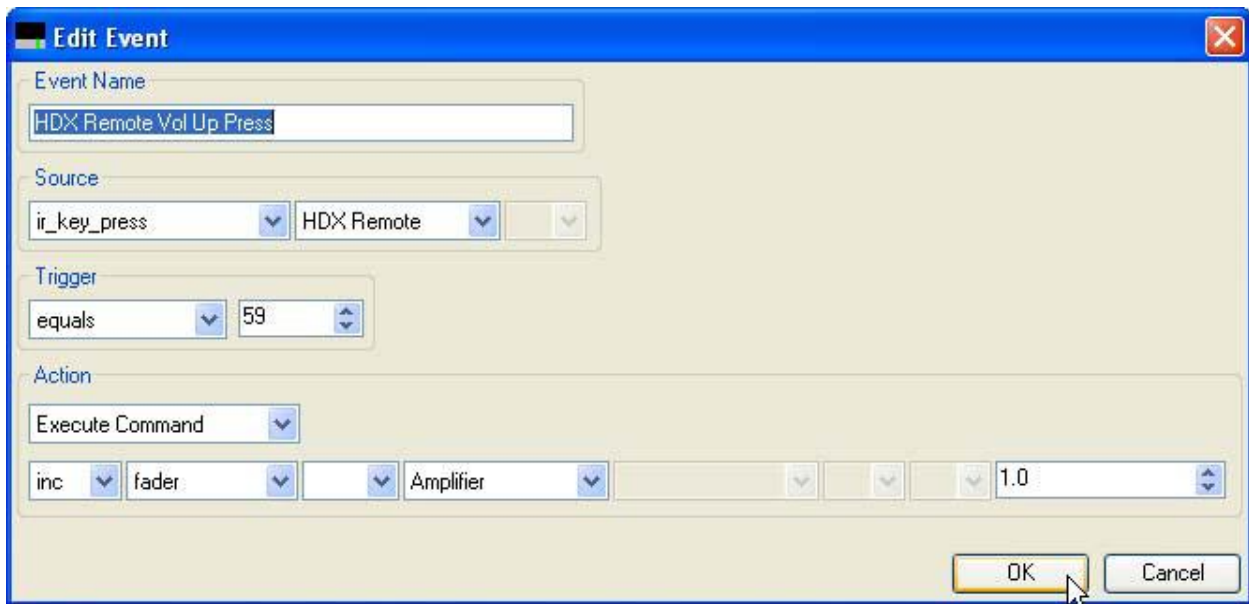 Edit Event
Event Name
HDX Remote Vol Up Press
Source
ir_key_press HDX Remote
Trigger
equals 59
Action
Execute Command
inc fader Amplifier 1.0
OK Cancel